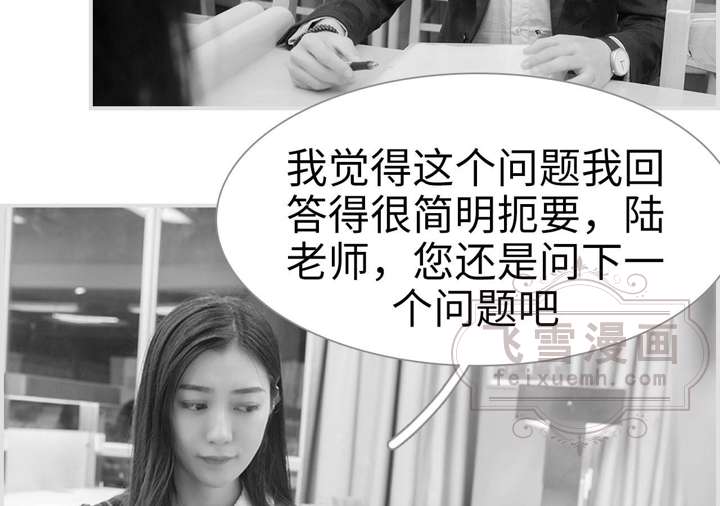 我觉得这个问题我回
答得很简明扼要，陆
老师，您还是问下一
个问题吧
飞雪漫画
feixuemh.com